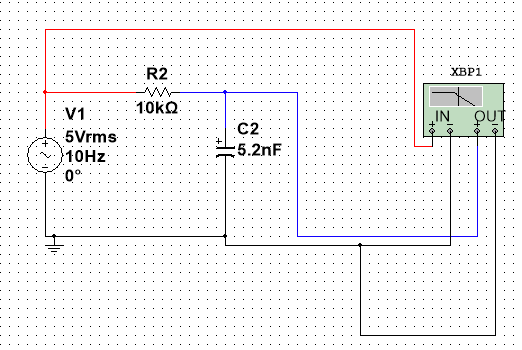 XBP1
R2
10kΩ
IN OUT
+ − + −
V1
5Vrms
10Hz
0°
+
−
C2
5.2nF
+